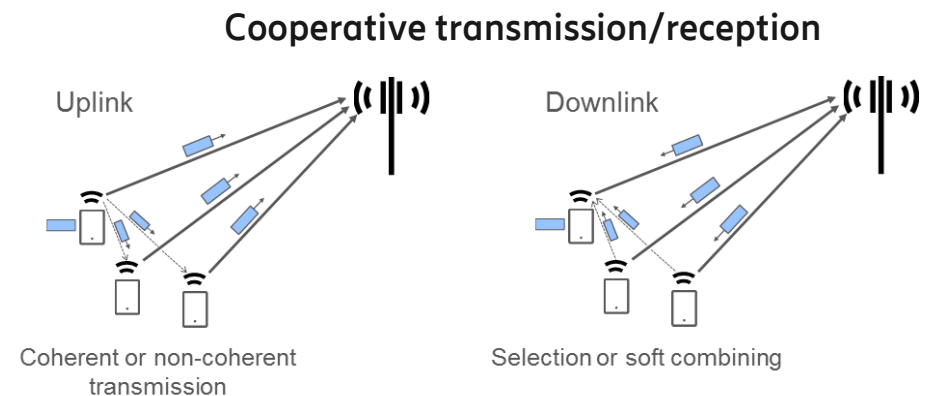 Cooperative transmission/reception
Uplink
Downlink
Coherent or non-coherent
transmission
Selection or soft combining